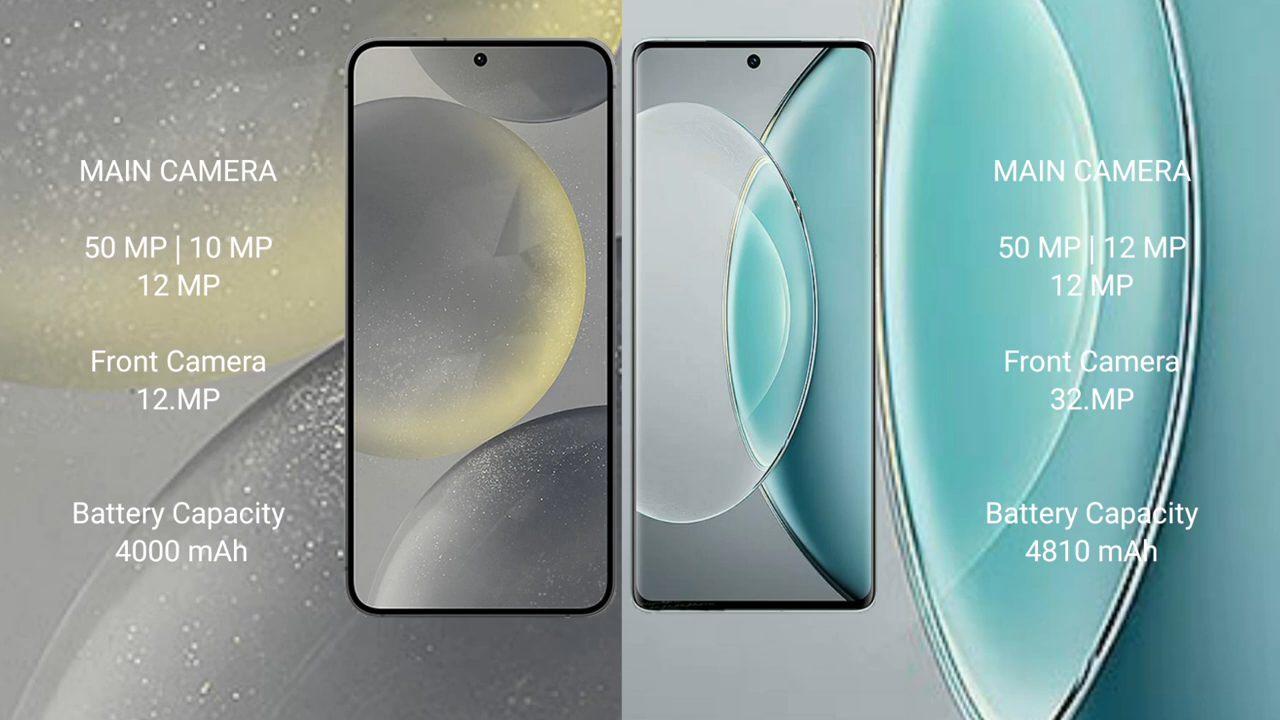 MAIN CAMERA
50 MP | 10 MP
12 MP
Front Camera
12.MP
Battery Capacity
4000 mAh
MAIN CAMERA
50 MP | 12 MP
12 MP
Front Camera
32.MP
Battery Capacity
4810 mAh